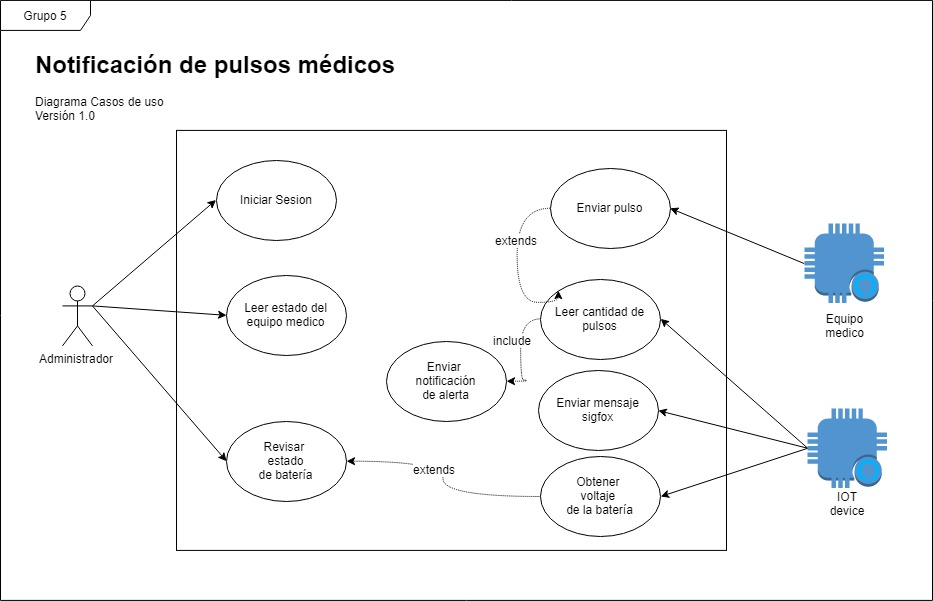 Grupo 5
Notificación de pulsos médicos
Diagrama Casos de uso
Versión 1.0
Iniciar Sesion
Enviar pulso
extends
Leer estado del
equipo medico
Leer cantidad de
pulsos
Equipo
medico
include
Administrador
Enviar
notificación
de alerta
Enviar mensaje
sigfox
Revisar
estado
de batería
extends
Obtener
voltaje
de la batería
IOT
device